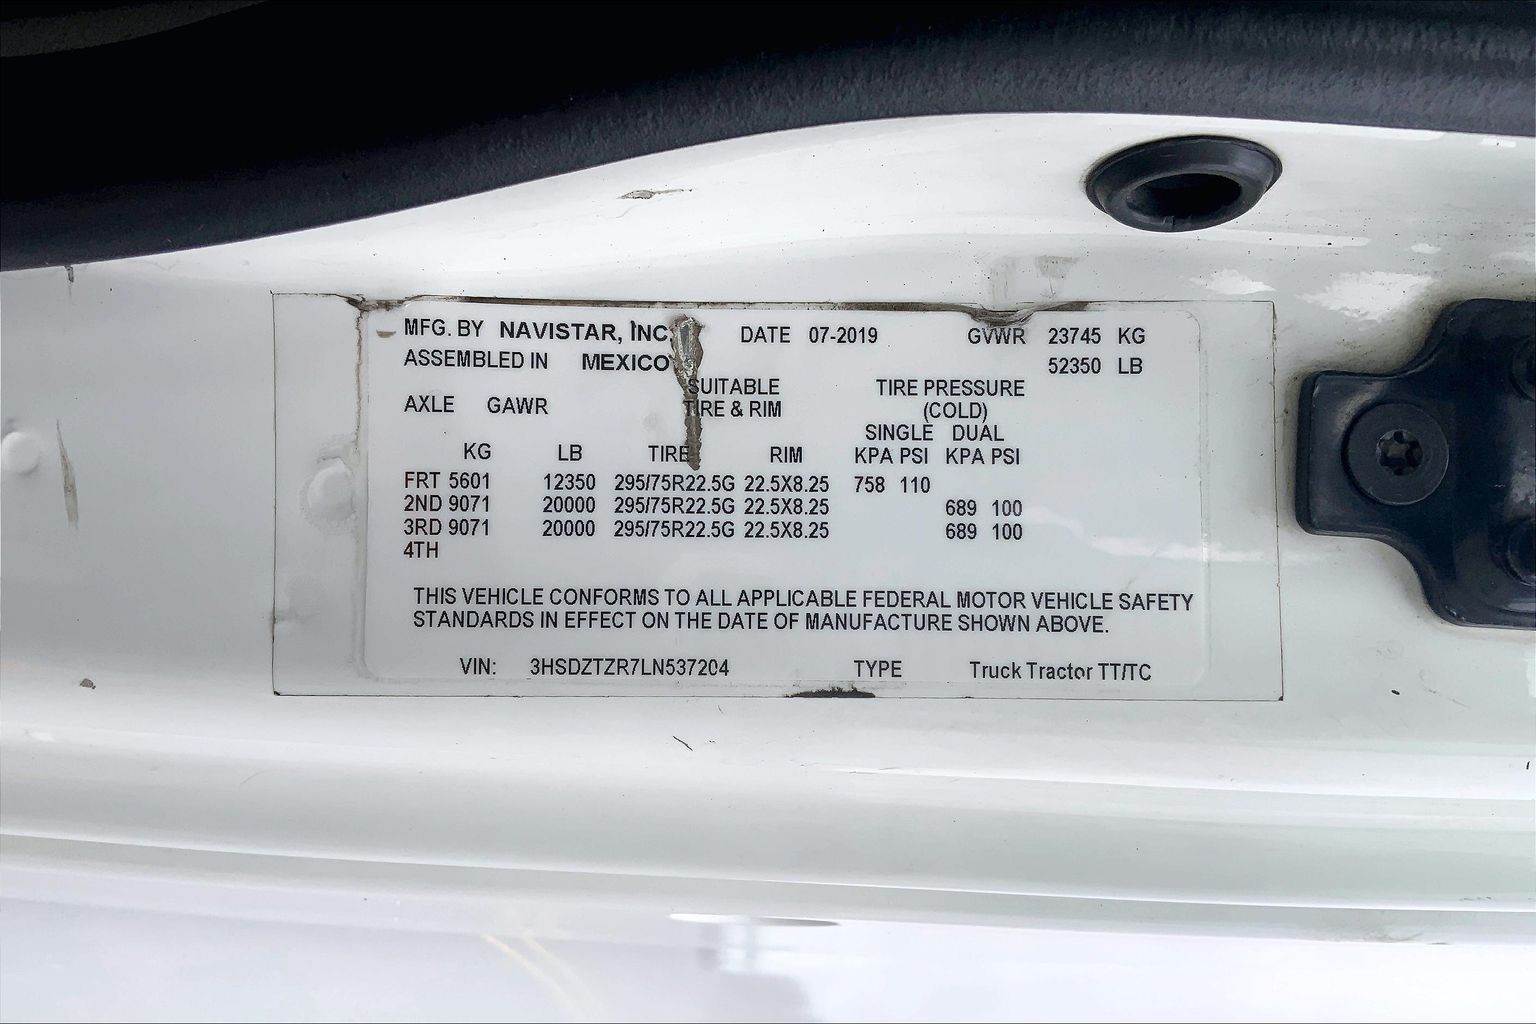 MFG. BY NAVISTAR, INC. DATE 07-2019 GVWR 23745 KG
ASSEMBLED IN MEXICO 52350 LB
SUITABLE TIRE PRESSURE
AXLE GAWR TIRE & RIM (COLD)
SINGLE DUAL
KG LB TIRE RIM KPA PSI KPA PSI
FRT 5601 12350 295/75R22.5G 22.5X8.25 758 110
2ND 9071 20000 295/75R22.5G 22.5X8.25 689 100
3RD 9071 20000 295/75R22.5G 22.5X8.25 689 100
4TH
THIS VEHICLE CONFORMS TO ALL APPLICABLE FEDERAL MOTOR VEHICLE SAFETY
STANDARDS IN EFFECT ON THE DATE OF MANUFACTURE SHOWN ABOVE.
VIN: 3HSDZTZR7LN537204 TYPE Truck Tractor TT/TC